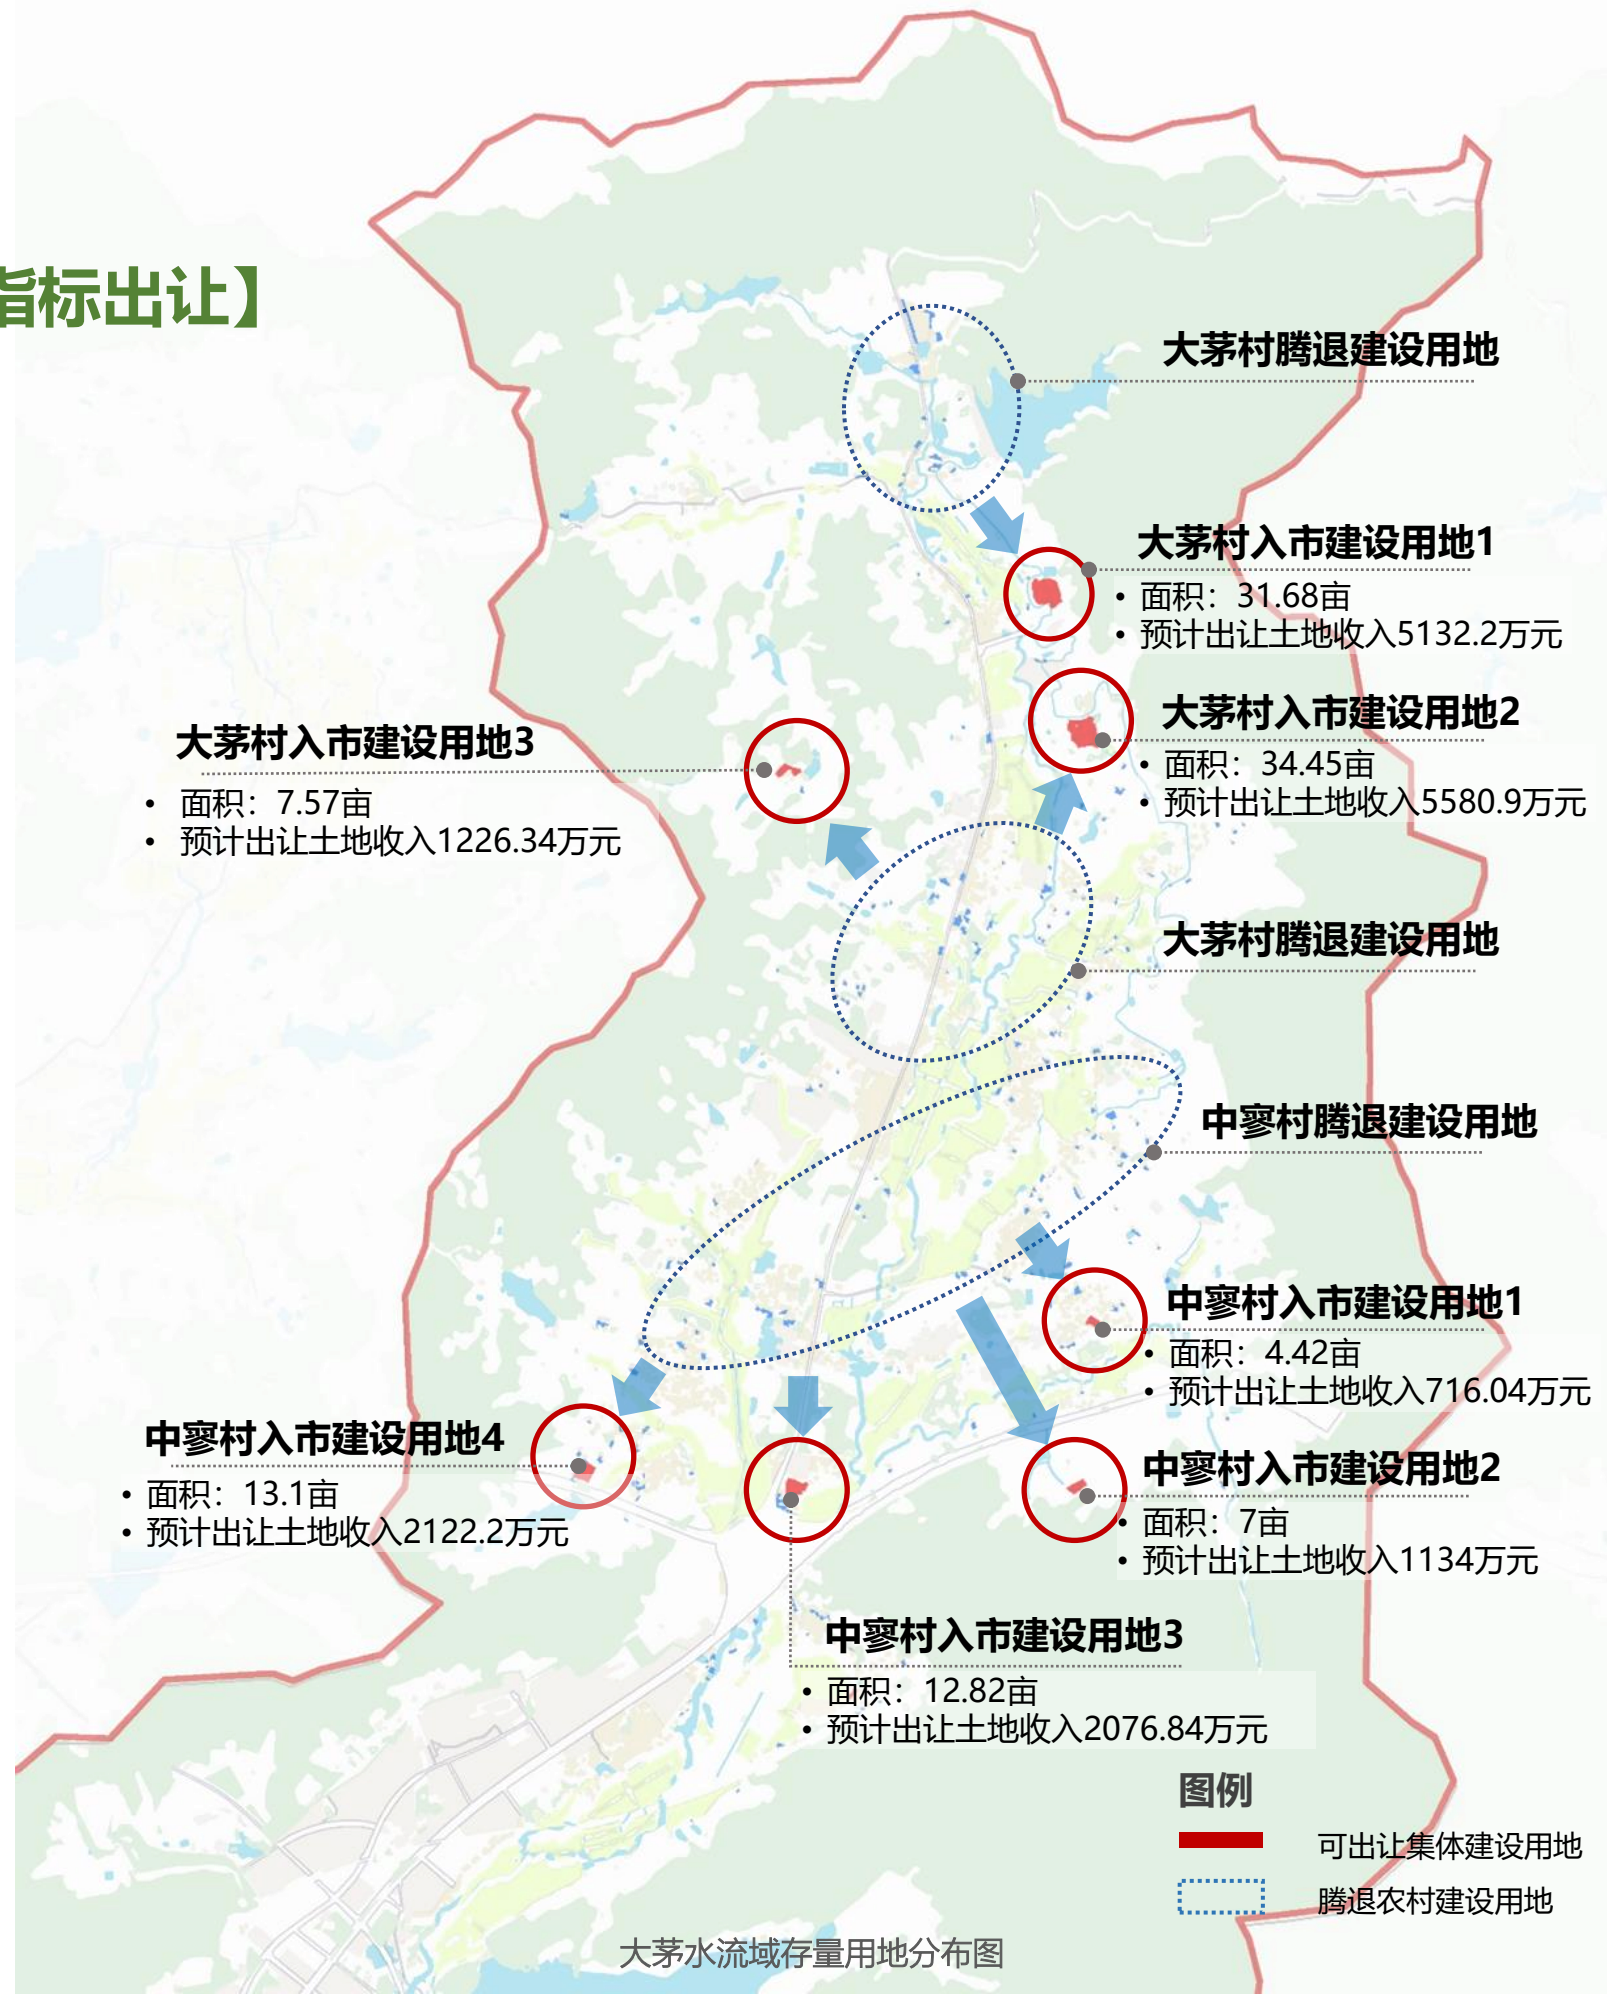 指标出让】
大茅村腾退建设用地
大茅村入市建设用地1
• 面积：31.68亩
• 预计出让土地收入5132.2万元
大茅村入市建设用地2
• 面积：34.45亩
• 预计出让土地收入5580.9万元
大茅村入市建设用地3
• 面积：7.57亩
• 预计出让土地收入1226.34万元
大茅村腾退建设用地
中寥村腾退建设用地
中寥村入市建设用地1
• 面积：4.42亩
• 预计出让土地收入716.04万元
中寥村入市建设用地4
• 面积：13.1亩
• 预计出让土地收入2122.2万元
中寥村入市建设用地2
• 面积：7亩
• 预计出让土地收入1134万元
中寥村入市建设用地3
• 面积：12.82亩
• 预计出让土地收入2076.84万元
图例
可出让集体建设用地
腾退农村建设用地
大茅水流域存量用地分布图